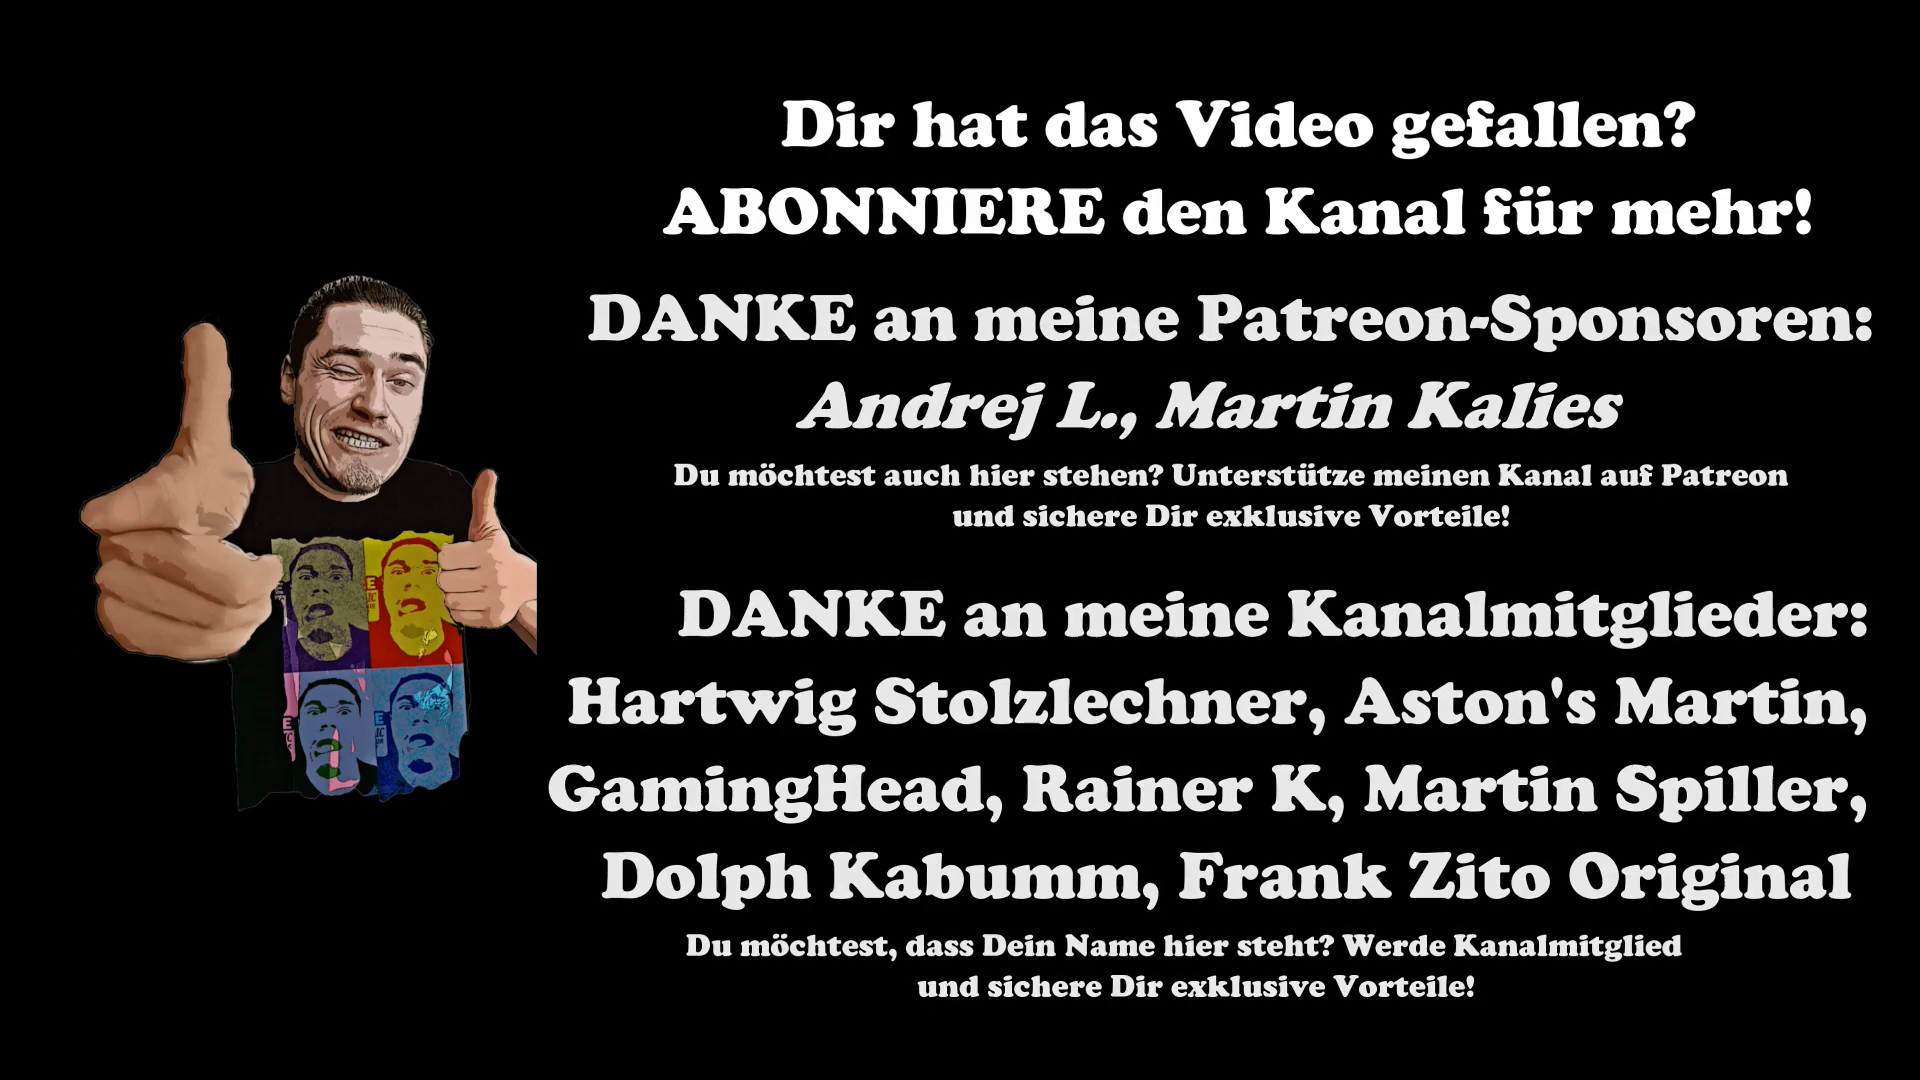 Dir hat das Video gefallen?
ABONNIERE den Kanal für mehr!
DANKE an meine Patreon-Sponsoren:
Andrej L., Martin Kalies
Du möchtest auch hier stehen? Unterstütze meinen Kanal auf Patreon
und sichere Dir exklusive Vorteile!
DANKE an meine Kanalmitglieder:
Hartwig Stolzlechner, Aston's Martin,
GamingHead, Rainer K, Martin Spiller,
Dolph Kabumm, Frank Zito Original
Du möchtest, dass Dein Name hier steht? Werde Kanalmitglied
und sichere Dir exklusive Vorteile!